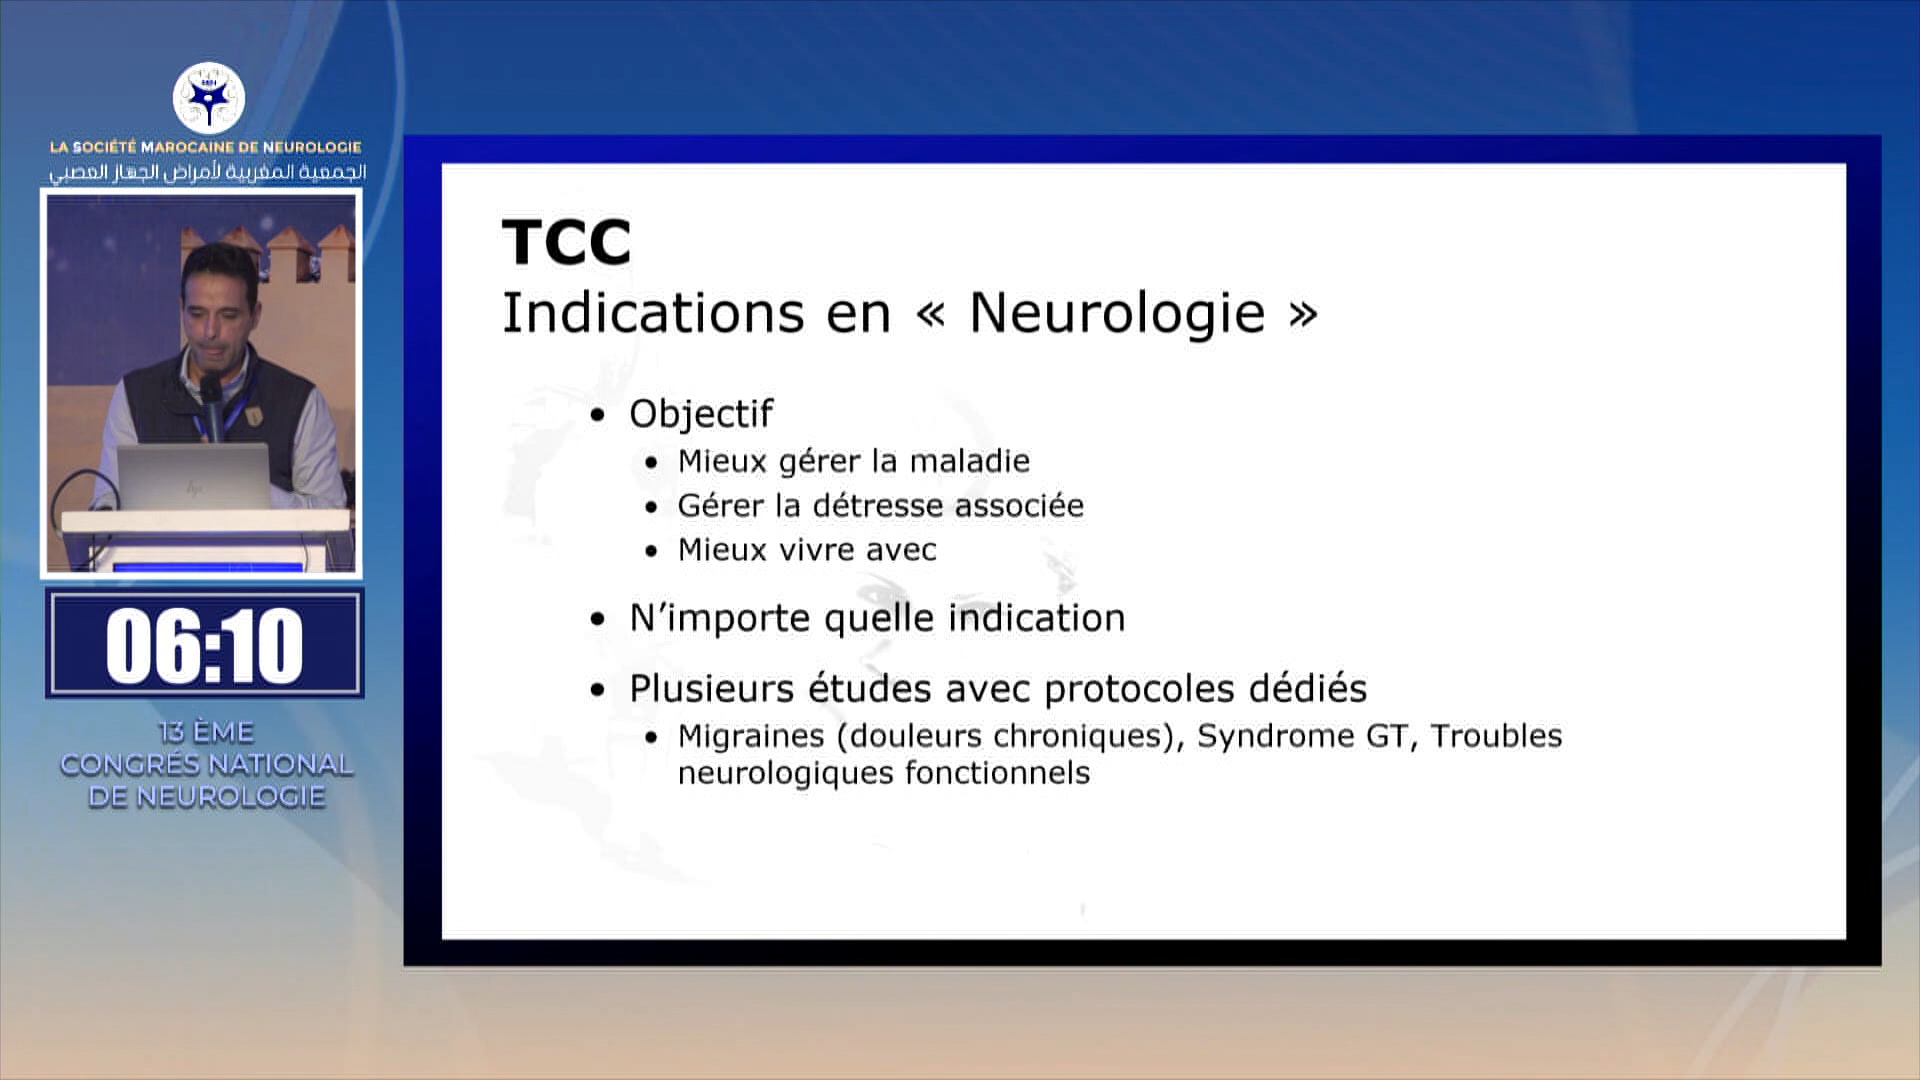 LA SOCIÉTÉ MAROCAINE DE NEUROLOGIE
الجمعية المغربية لأمراض الجهاز العصبي
06:10
13 ÈME
CONGRÉS NATIONAL
DE NEUROLOGIE
TCC
Indications en « Neurologie »
• Objectif
• Mieux gérer la maladie
• Gérer la détresse associée
• Mieux vivre avec
• N’importe quelle indication
• Plusieurs études avec protocoles dédiés
• Migraines (douleurs chroniques), Syndrome GT, Troubles
neurologiques fonctionnels